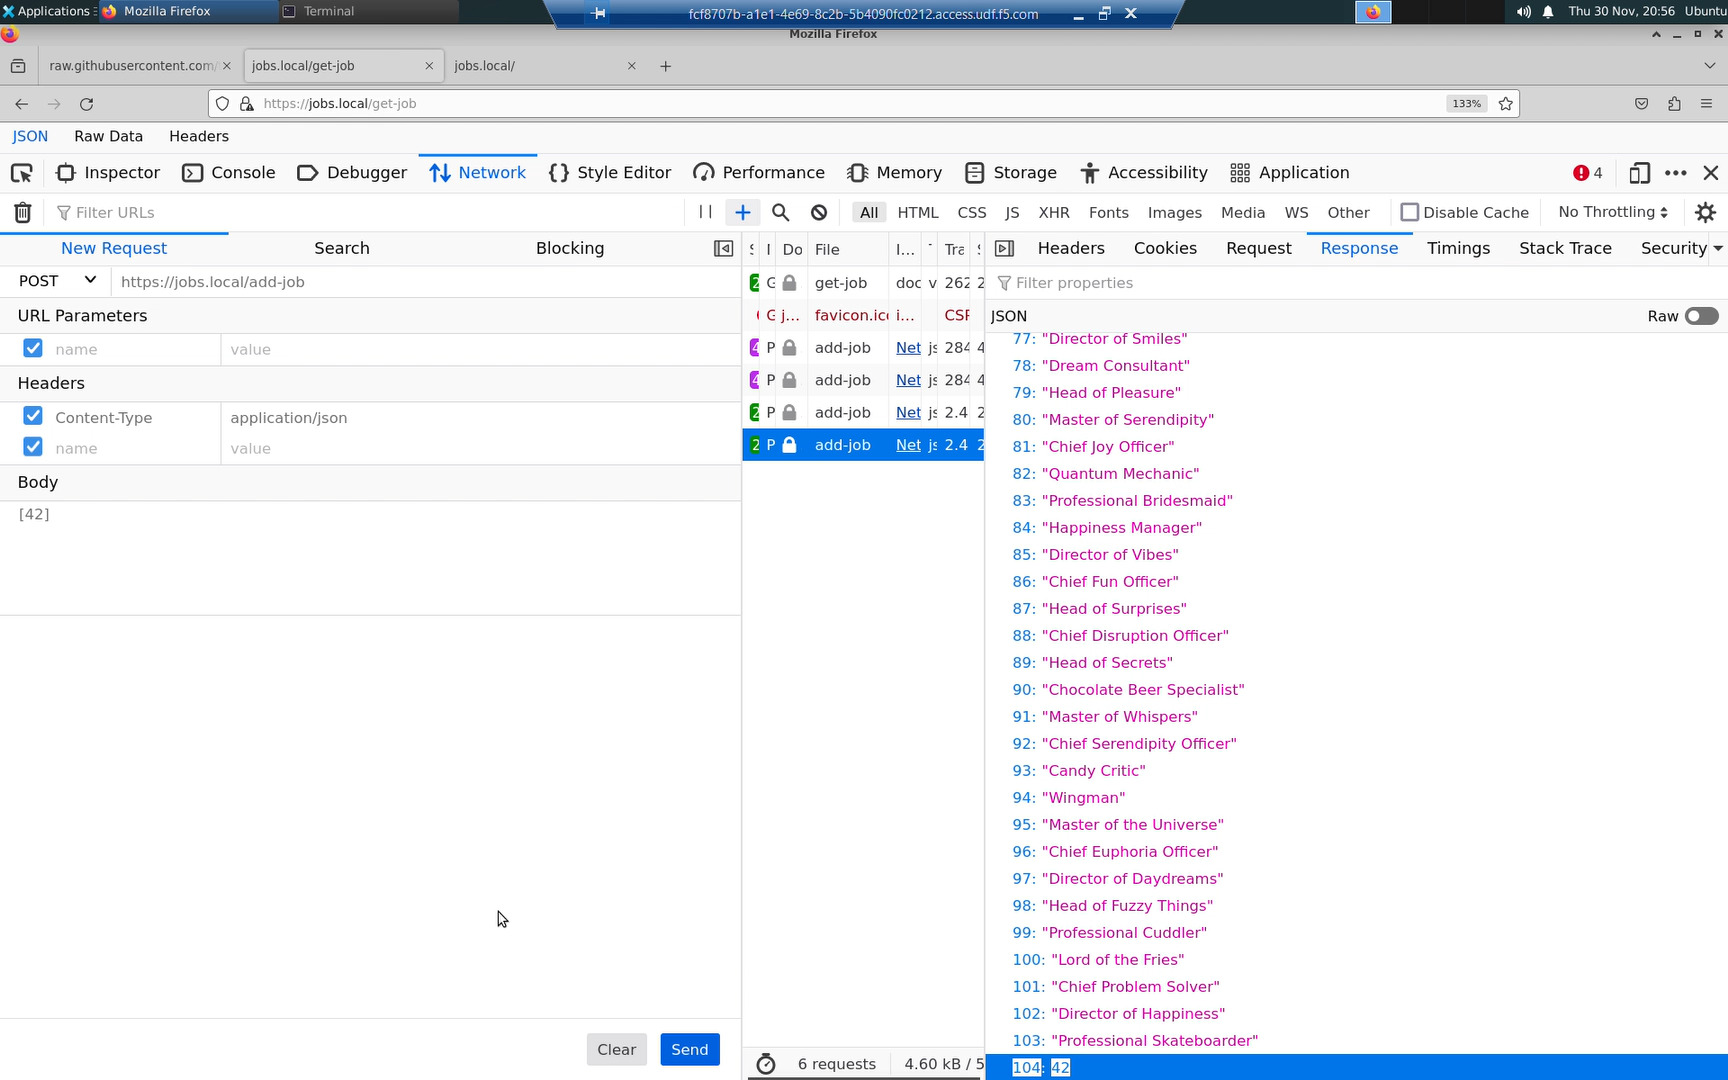 Applications
Mozilla Firefox
Terminal
fcf8707b-a1e1-4e69-8c2b-5b4090fc0212.access.udf.f5.com
Thu 30 Nov, 20:56 Ubuntu
Mozilla Firefox
raw.githubusercontent.com/
jobs.local/get-job
jobs.local/
https://jobs.local/get-job
133%
JSON Raw Data Headers
Inspector Console Debugger Network Style Editor Performance Memory Storage Accessibility Application 4
Filter URLs
All HTML CSS JS XHR Fonts Images Media WS Other Disable Cache No Throttling
New Request Search Blocking
POST https://jobs.local/add-job
URL Parameters
name value
Headers
Content-Type application/json
name value
Body
[42]
Clear Send
Do File I... Tra
G get-job doc v 262 2
G j... favicon.ico i... CSP
4 P add-job Net js 284 4
4 P add-job Net js 284 4
2 P add-job Net js 2.4 2
2 P add-job Net js 2.4 2
6 requests 4.60 kB / 5
Headers Cookies Request Response Timings Stack Trace Security
Filter properties
JSON Raw
77: "Director of Smiles"
78: "Dream Consultant"
79: "Head of Pleasure"
80: "Master of Serendipity"
81: "Chief Joy Officer"
82: "Quantum Mechanic"
83: "Professional Bridesmaid"
84: "Happiness Manager"
85: "Director of Vibes"
86: "Chief Fun Officer"
87: "Head of Surprises"
88: "Chief Disruption Officer"
89: "Head of Secrets"
90: "Chocolate Beer Specialist"
91: "Master of Whispers"
92: "Chief Serendipity Officer"
93: "Candy Critic"
94: "Wingman"
95: "Master of the Universe"
96: "Chief Euphoria Officer"
97: "Director of Daydreams"
98: "Head of Fuzzy Things"
99: "Professional Cuddler"
100: "Lord of the Fries"
101: "Chief Problem Solver"
102: "Director of Happiness"
103: "Professional Skateboarder"
104: 42